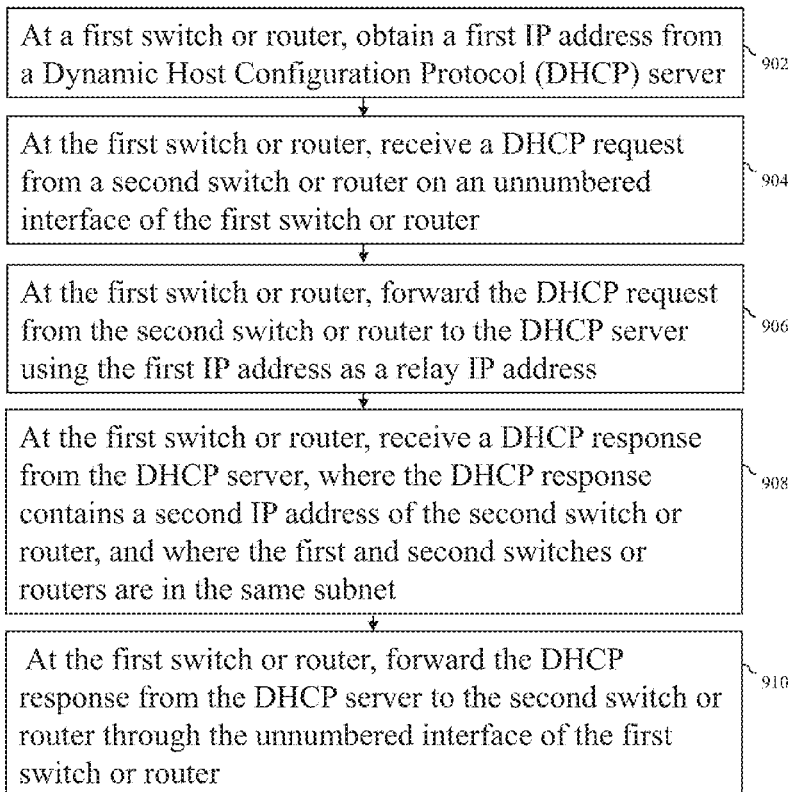 At a first switch or router, obtain a first IP address from
a Dynamic Host Configuration Protocol (DHCP) server
902
At the first switch or router, receive a DHCP request
from a second switch or router on an unnumbered
interface of the first switch or router
904
At the first switch or router, forward the DHCP request
from the second switch or router to the DHCP server
using the first IP address as a relay IP address
906
At the first switch or router, receive a DHCP response
from the DHCP server, where the DHCP response
contains a second IP address of the second switch or
router, and where the first and second switches or
routers are in the same subnet
908
At the first switch or router, forward the DHCP
response from the DHCP server to the second switch or
router through the unnumbered interface of the first
switch or router
910